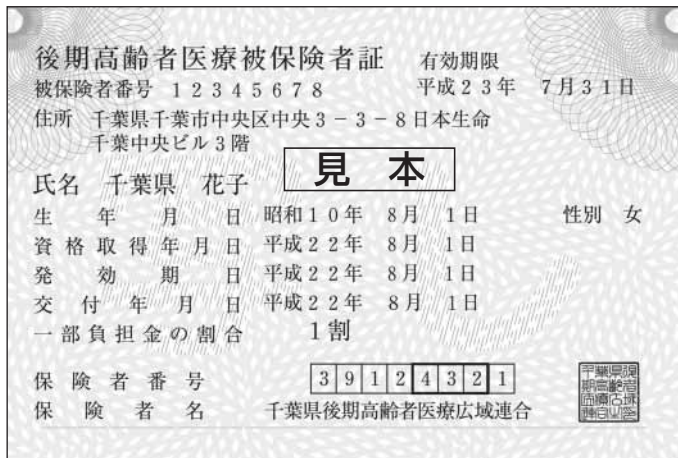 後期高齢者医療被保険者証 有効期限
被保険者番号 12345678 平成23年 7月31日
住所 千葉県千葉市中央区中央3-3-8日本生命
千葉中央ビル3階
見 本
氏名 千葉県 花子
生年月日 昭和10年 8月 1日 性別 女
資格取得年月日 平成22年 8月 1日
発効期日 平成22年 8月 1日
交付年月日 平成22年 8月 1日
一部負担金の割合 1割
保険者番号 39124321
保険者名 千葉県後期高齢者医療広域連合